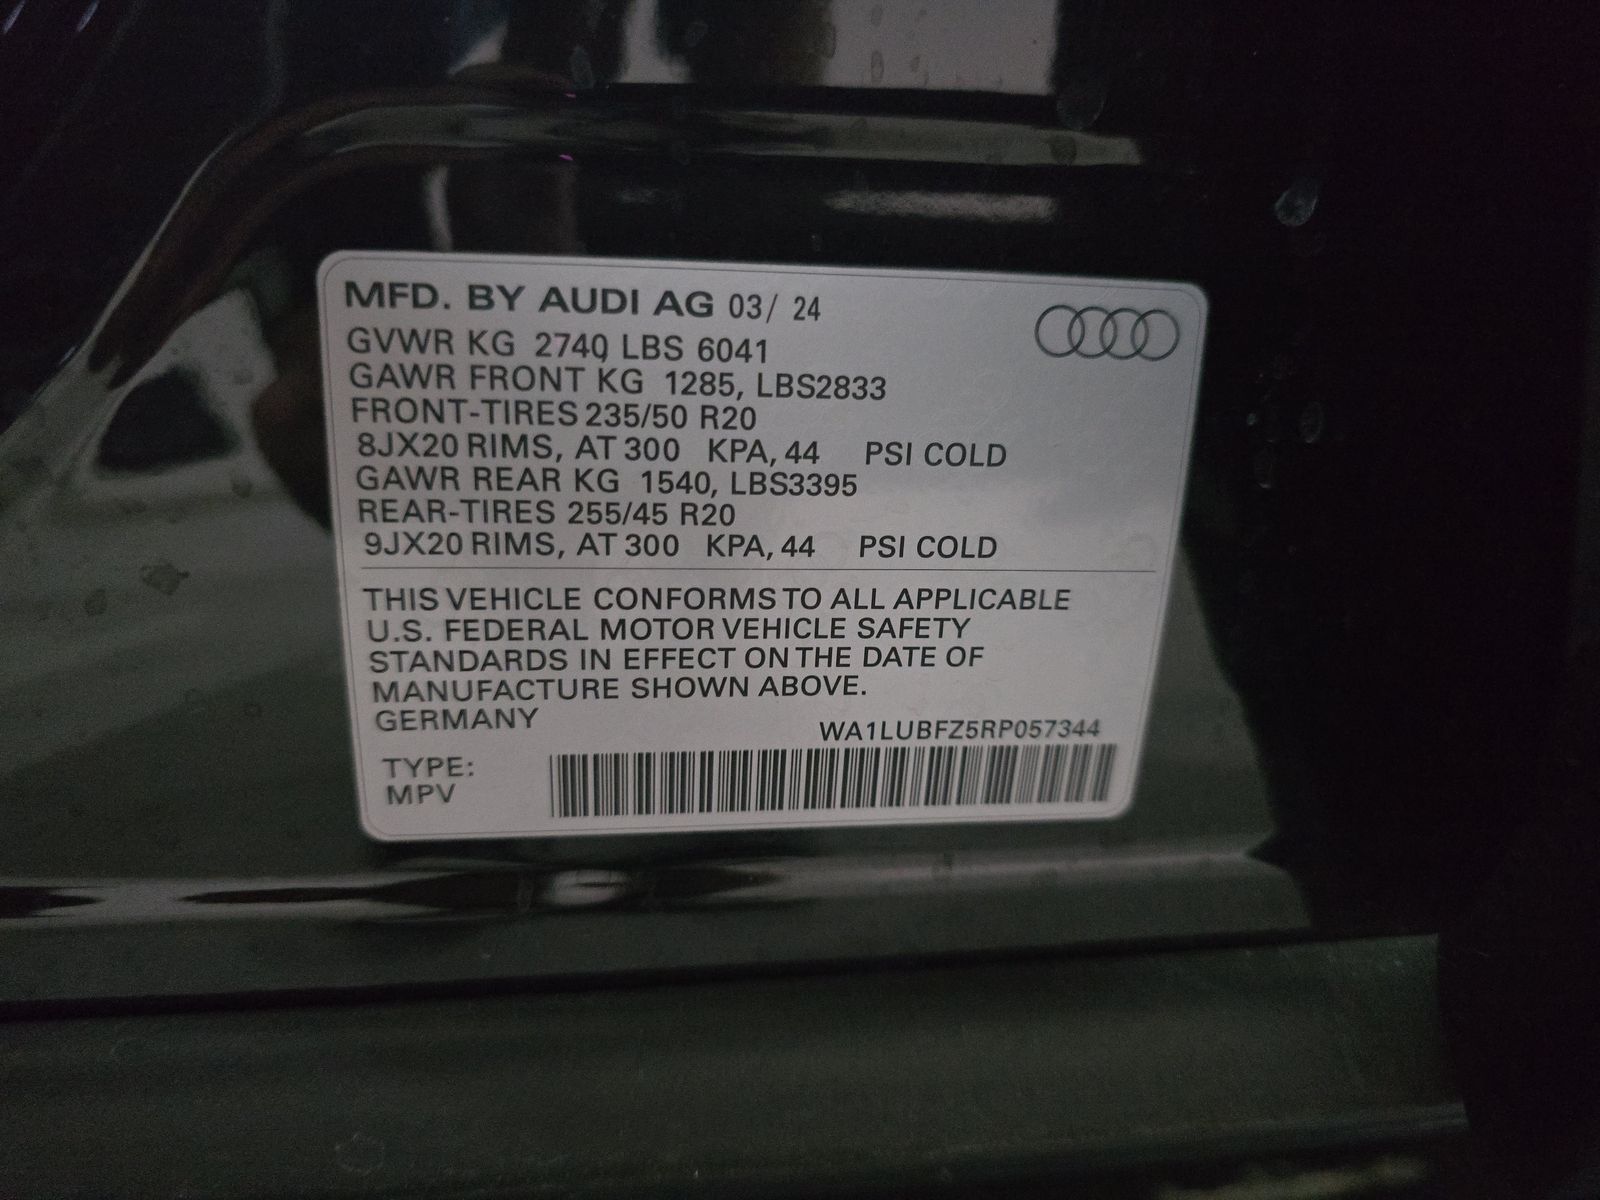 MFD. BY AUDI AG 03/ 24
GVWR KG 2740, LBS 6041
GAWR FRONT KG 1285, LBS2833
FRONT-TIRES 235/50 R20
8JX20 RIMS, AT 300 KPA, 44 PSI COLD
GAWR REAR KG 1540, LBS3395
REAR-TIRES 255/45 R20
9JX20 RIMS, AT 300 KPA, 44 PSI COLD
THIS VEHICLE CONFORMS TO ALL APPLICABLE
U.S. FEDERAL MOTOR VEHICLE SAFETY
STANDARDS IN EFFECT ON THE DATE OF
MANUFACTURE SHOWN ABOVE.
GERMANY
WA1LUBFZ5RP057344
TYPE:
MPV